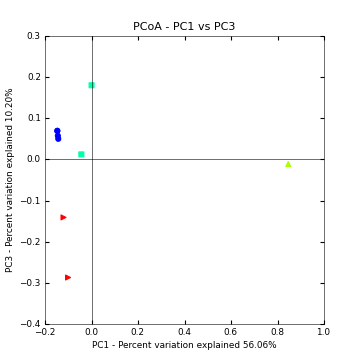 PCoA - PC1 vs PC3
0.3
0.2
0.1
0.0
−0.1
−0.2
−0.3
−0.4
PC3 - Percent variation explained 10.20%
−0.2 0.0 0.2 0.4 0.6 0.8 1.0
PC1 - Percent variation explained 56.06%